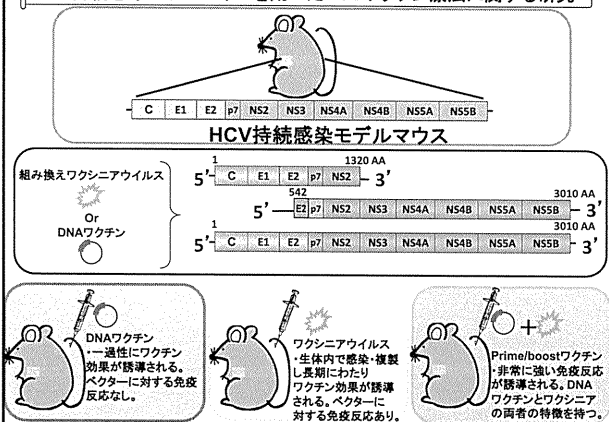 C E1 E2 p7 NS2 NS3 NS4A NS4B NS5A NS5B
HCV持続感染モデルマウス
組み換えワクシニアウイルス
Or
DNAワクチン
1 1320 AA
5' C E1 E2 p7 NS2 3'
542 3010 AA
5' E2 p7 NS2 NS3 NS4A NS4B NS5A NS5B 3'
1 3010 AA
5' C E1 E2 p7 NS2 NS3 NS4A NS4B NS5A NS5B 3'
DNAワクチン
・一過性にワクチン
効果が誘導される。
ベクターに対する免疫
反応なし。
ワクシニアウイルス
・生体内で感染・複製
し長期にわたり
ワクチン効果が誘導
される。ベクターに
対する免疫反応あり。
+
Prime/boostワクチン
・非常に強い免疫反応
が誘導される。DNA
ワクチンとワクシニア
の両者の特徴を持つ。